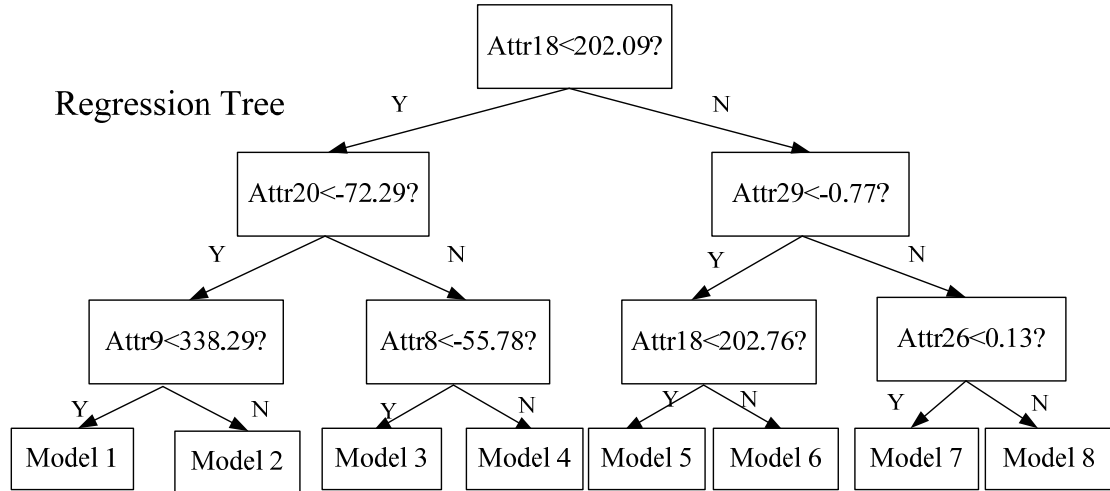 Attr18<202.09?
Regression Tree
Y
N
Attr20<-72.29?
Attr29<-0.77?
Y
N
Y
N
Attr9<338.29?
Attr8<-55.78?
Attr18<202.76?
Attr26<0.13?
Y
N
Y
N
Y
N
Y
N
Model 1
Model 2
Model 3
Model 4
Model 5
Model 6
Model 7
Model 8